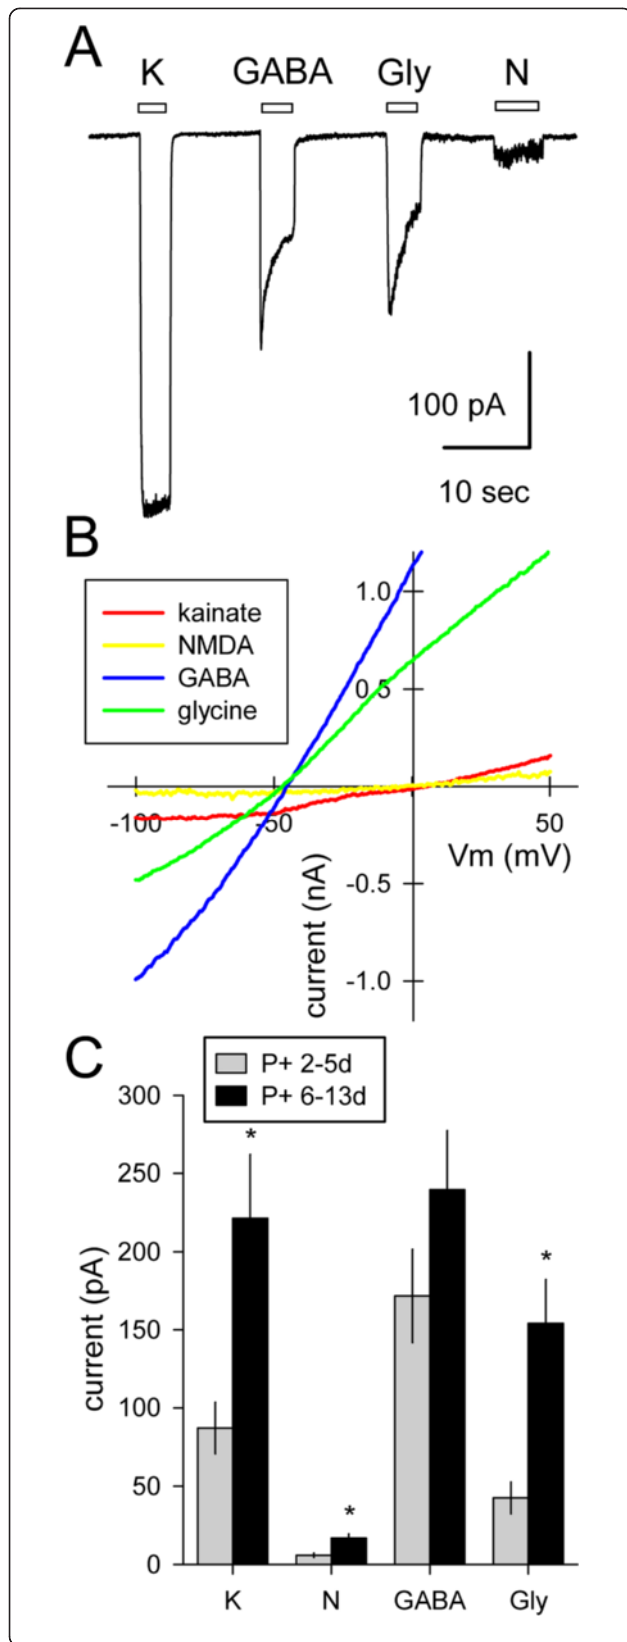 A
K GABA Gly N
100 pA
10 sec
B
kainate
NMDA
GABA
glycine
1.0
0.5
-100 -50 50
Vm (mV)
-0.5
-1.0
current (nA)
C
P+ 2-5d
P+ 6-13d
300
250
200
150
100
50
0
current (pA)
* * *
K N GABA Gly